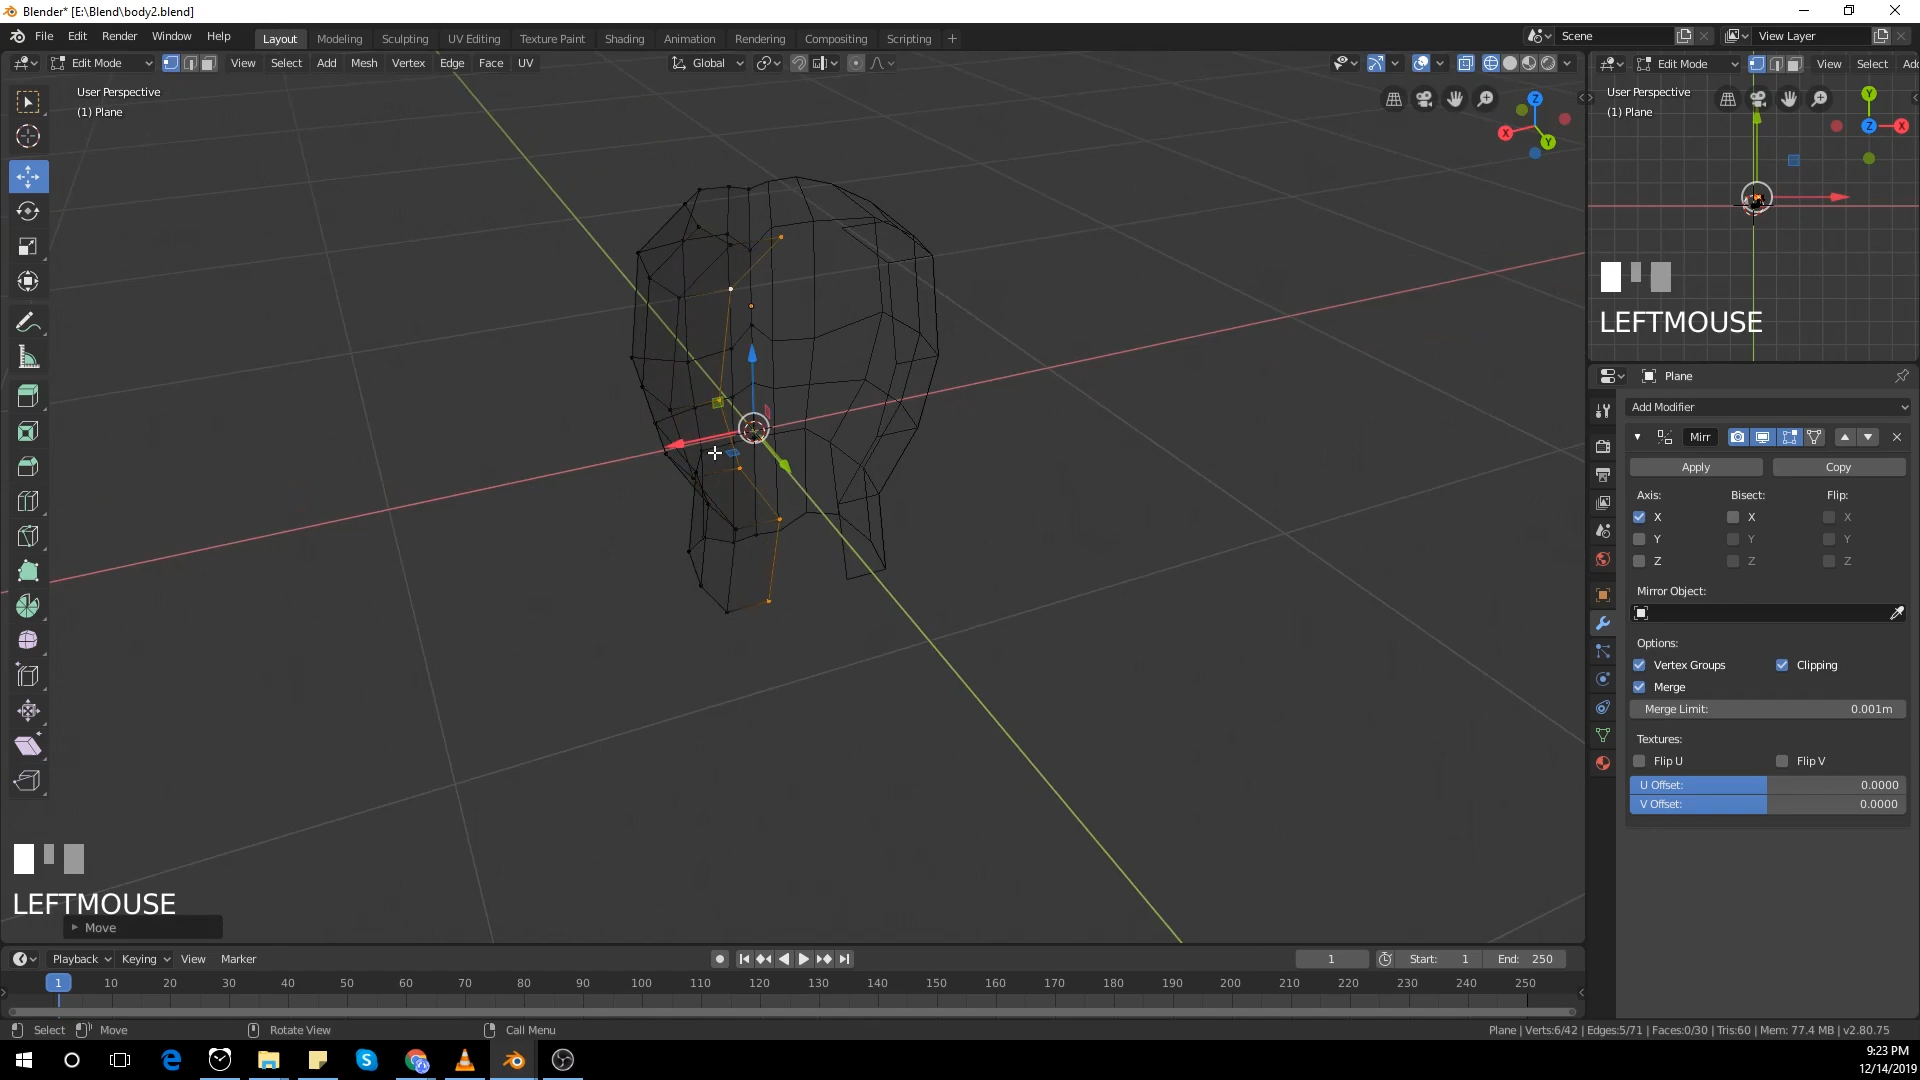 Blender* [E:\Blend\body2.blend]
File Edit Render Window Help
Layout Modeling Sculpting UV Editing Texture Paint Shading Animation Rendering Compositing Scripting +
Scene View Layer
Edit Mode View Select Add Mesh Vertex Edge Face UV
Global
Edit Mode View Select Ad
User Perspective
(1) Plane
X Y Z
User Perspective
(1) Plane
Y Z X
LEFTMOUSE
Plane
Add Modifier
Mirr
Apply Copy
Axis: Bisect: Flip:
X X X
Y Y Y
Z Z Z
Mirror Object:
Options:
Vertex Groups Clipping
Merge
Merge Limit: 0.001m
Textures:
Flip U Flip V
U Offset: 0.0000
V Offset: 0.0000
LEFTMOUSE
Move
Playback Keying View Marker
1 Start: 1 End: 250
1 10 20 30 40 50 60 70 80 90 100 110 120 130 140 150 160 170 180 190 200 210 220 230 240 250
Select Move Rotate View Call Menu
Plane | Verts:6/42 | Edges:5/71 | Faces:0/30 | Tris:60 | Mem: 77.4 MB | v2.80.75
9:23 PM
12/14/2019